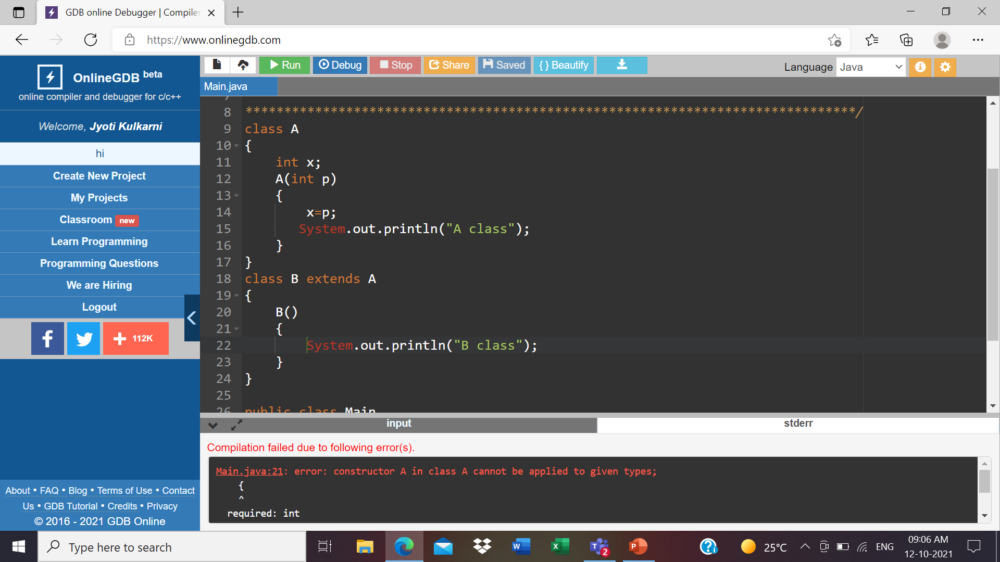 GDB online Debugger | Compiler
https://www.onlinegdb.com
OnlineGDB beta
online compiler and debugger for c/c++
Welcome, Jyoti Kulkarni
hi
Create New Project
My Projects
Classroom new
Learn Programming
Programming Questions
We are Hiring
Logout
f
+ 112K
About • FAQ • Blog • Terms of Use • Contact
Us • GDB Tutorial • Credits • Privacy
© 2016 - 2021 GDB Online
Run Debug Stop Share Saved { } Beautify
Language Java
Main.java
7
8 *******************************************************************************/
9 class A
10 {
11 int x;
12 A(int p)
13 {
14 x=p;
15 System.out.println("A class");
16 }
17 }
18 class B extends A
19 {
20 B()
21 {
22 System.out.println("B class");
23 }
24 }
25
26 public class Main
input
stderr
Compilation failed due to following error(s).
Main.java:21: error: constructor A in class A cannot be applied to given types;
{
^
required: int
Type here to search
W
X
T 2
P
25°C
ENG
09:06 AM
12-10-2021